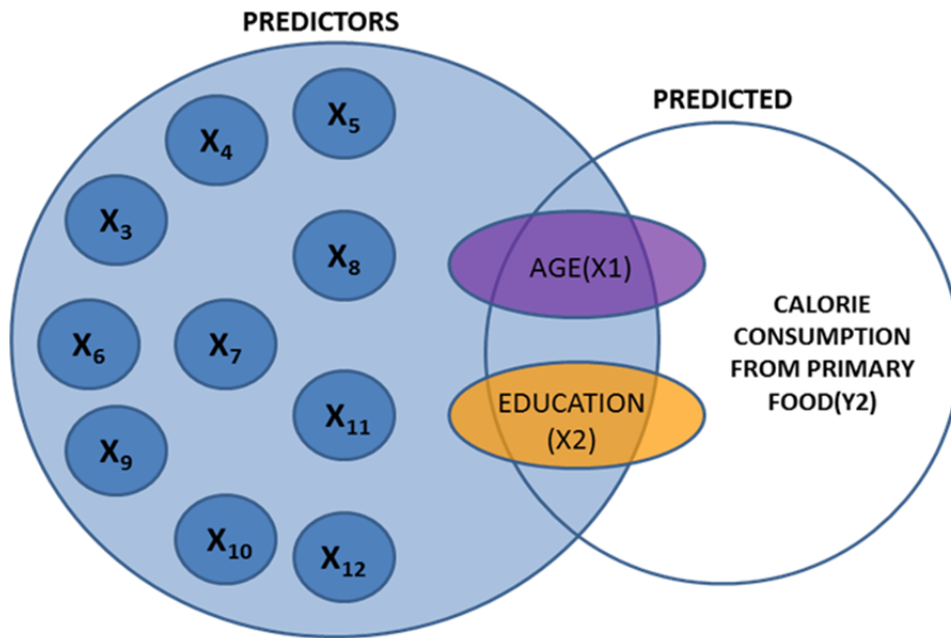 PREDICTORS
PREDICTED
X5
X4
X3
X8
AGE(X1)
X6
X7
CALORIE
CONSUMPTION
FROM PRIMARY
FOOD(Y2)
X11
EDUCATION
(X2)
X9
X10
X12